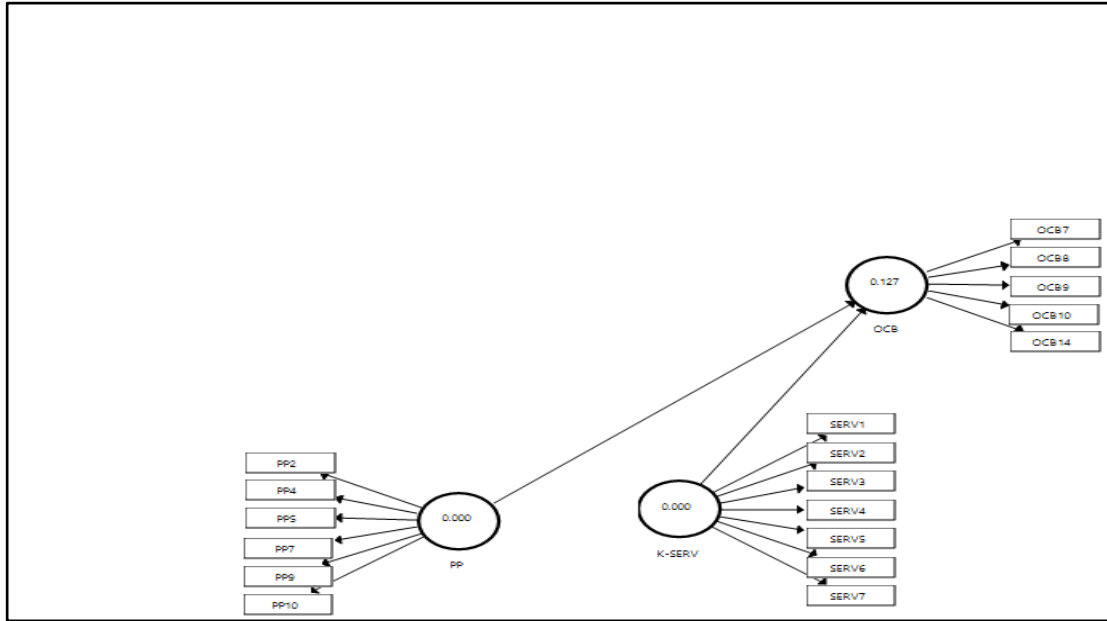 OCB7
OCB8
OCB9
OCB10
OCB14
0.127
OCB
SERV1
SERV2
SERV3
SERV4
SERV5
SERV6
SERV7
0.000
K-SERV
PP2
PP4
PP5
PP7
PP9
PP10
0.000
PP